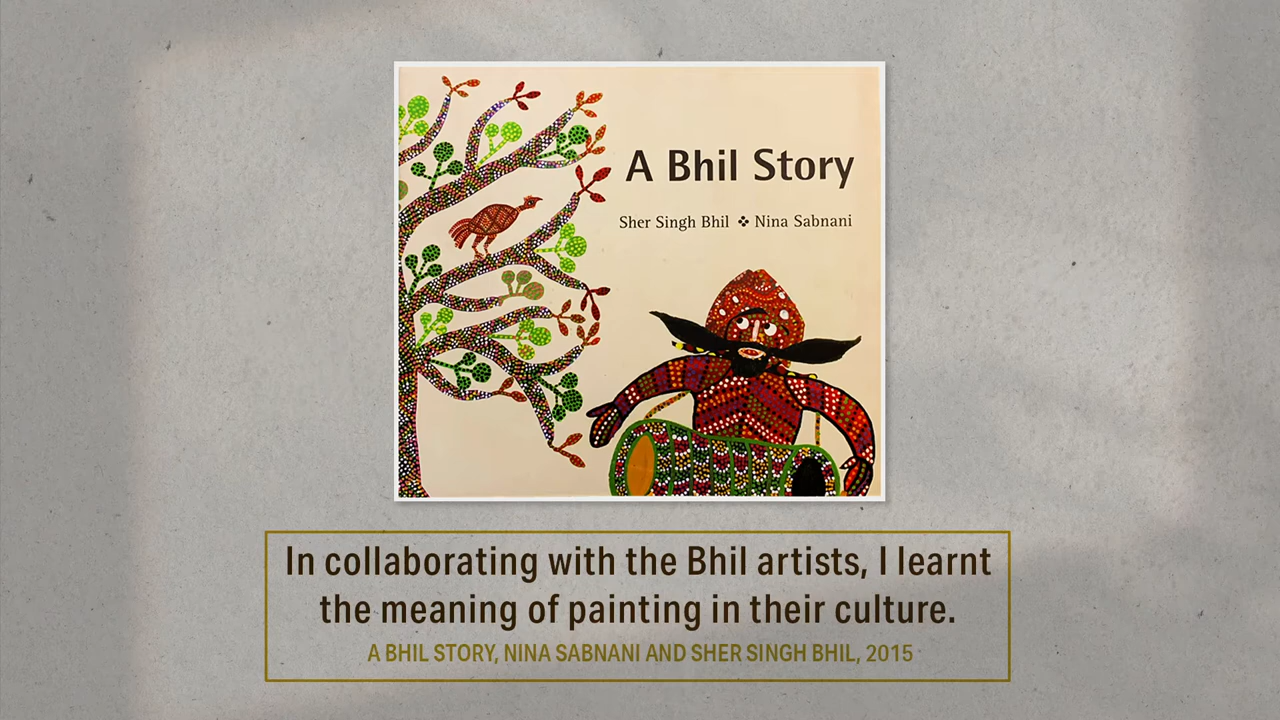 A Bhil Story
Sher Singh Bhil ❖ Nina Sabnani
In collaborating with the Bhil artists, I learnt
the meaning of painting in their culture.
A BHIL STORY, NINA SABNANI AND SHER SINGH BHIL, 2015